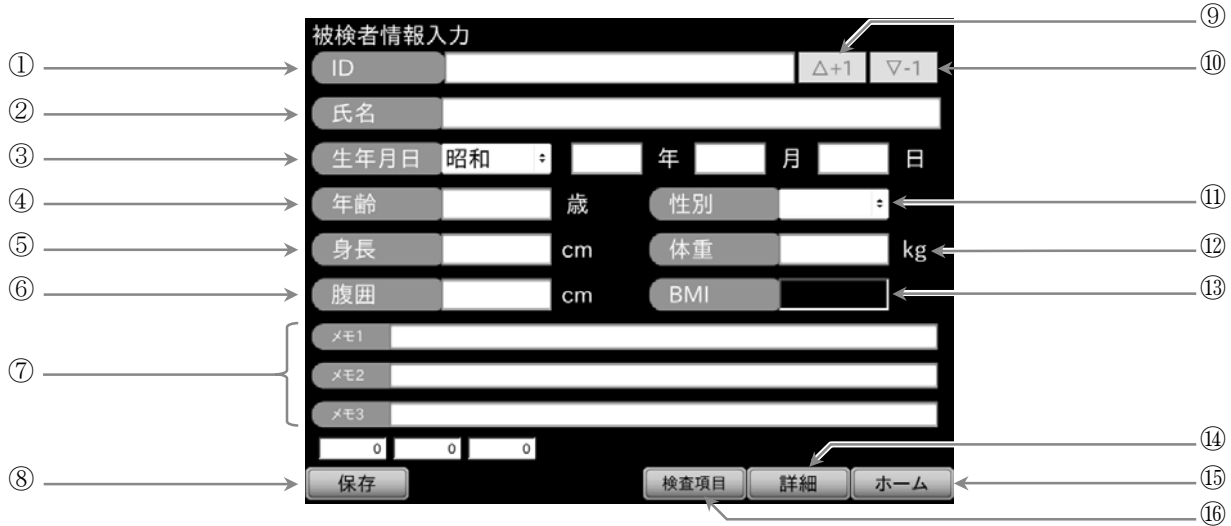 ⑨
被検者情報入力
① ID △+1 ▽-1 ⑩
② 氏名
③ 生年月日 昭和 年 月 日
④ 年齢 歳 性別 ⑪
⑤ 身長 cm 体重 kg ⑫
⑥ 腹囲 cm BMI ⑬
メモ1
⑦ メモ2
メモ3
0 0 0 ⑭
⑧ 保存 検査項目 詳細 ホーム ⑮
⑯